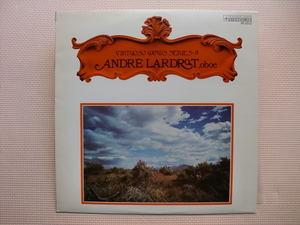 VIRTUOSO WINDS SERIES-
ANDRE LARDROT, oboe